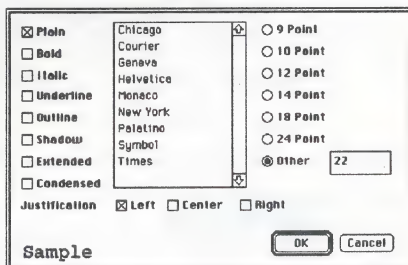 Plain
Bold
Italic
Underline
Outline
Shadow
Extended
Condensed
Chicago
Courier
Geneva
Helvetica
Monaco
New York
Palatino
Symbol
Times
9 Point
10 Point
12 Point
14 Point
18 Point
24 Point
Other 22
Justification Left Center Right
Sample
OK Cancel